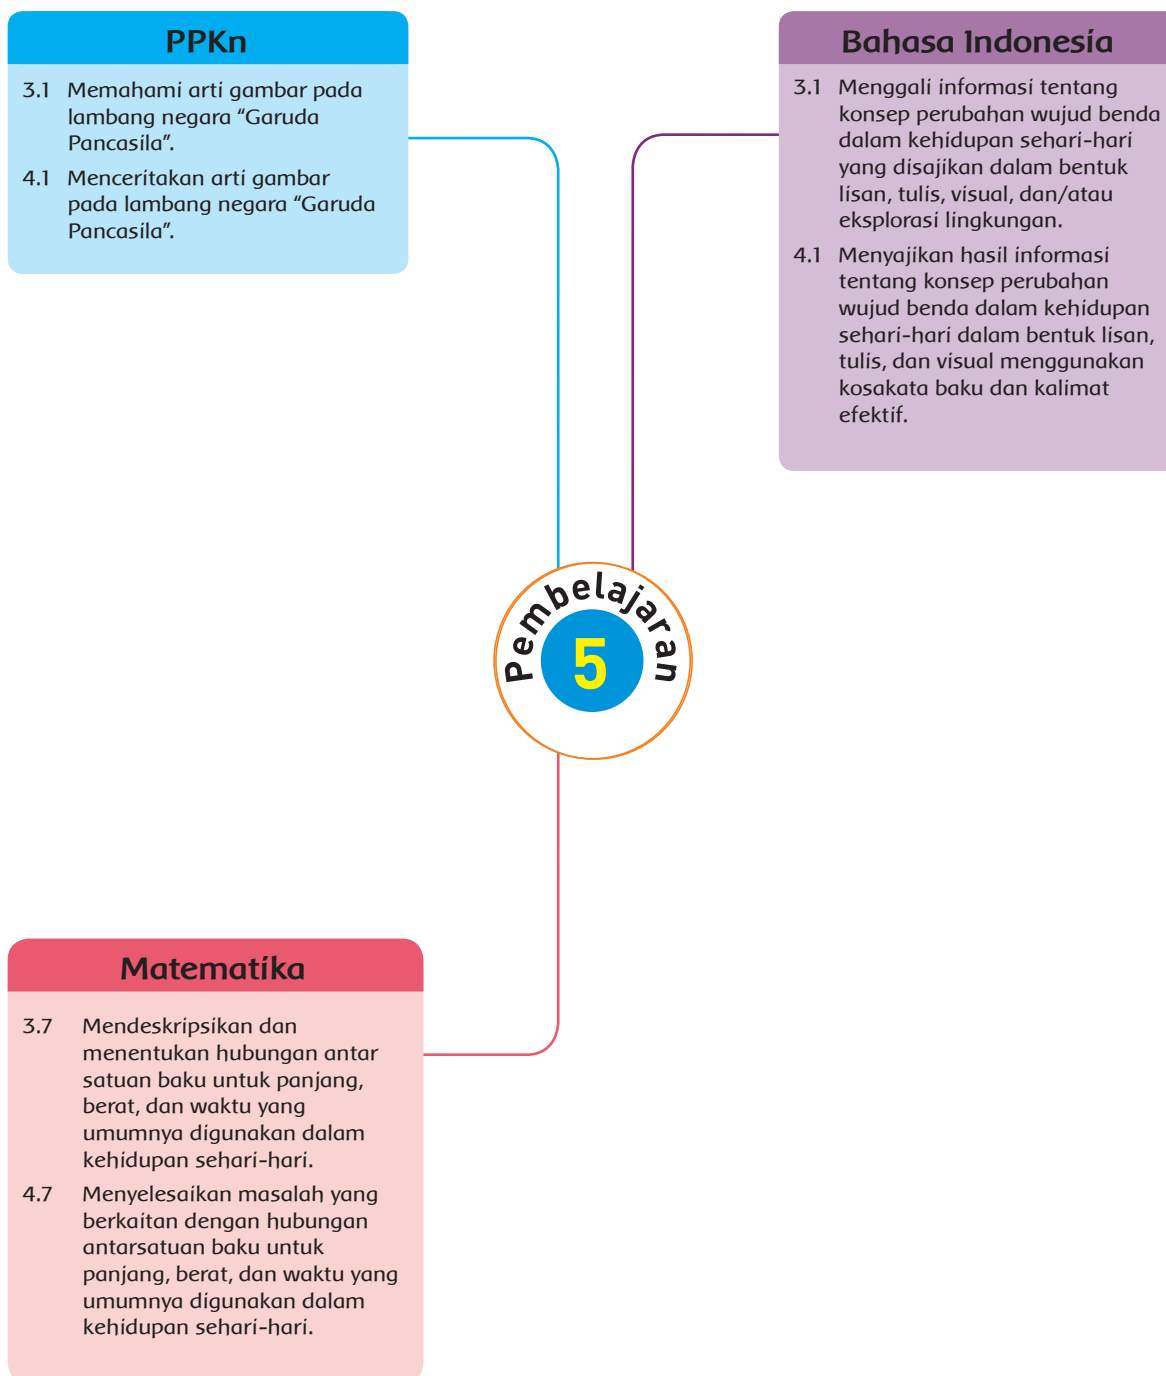 PPKn
3.1 Memahami arti gambar pada
lambang negara “Garuda
Pancasila”.
4.1 Menceritakan arti gambar
pada lambang negara “Garuda
Pancasila”.
Bahasa Indonesia
3.1 Menggali informasi tentang
konsep perubahan wujud benda
dalam kehidupan sehari-hari
yang disajikan dalam bentuk
lisan, tulis, visual, dan/atau
eksplorasi lingkungan.
4.1 Menyajikan hasil informasi
tentang konsep perubahan
wujud benda dalam kehidupan
sehari-hari dalam bentuk lisan,
tulis, dan visual menggunakan
kosakata baku dan kalimat
efektif.
Pembelajaran
5
Matematika
3.7 Mendeskripsikan dan
menentukan hubungan antar
satuan baku untuk panjang,
berat, dan waktu yang
umumnya digunakan dalam
kehidupan sehari-hari.
4.7 Menyelesaikan masalah yang
berkaitan dengan hubungan
antarsatuan baku untuk
panjang, berat, dan waktu yang
umumnya digunakan dalam
kehidupan sehari-hari.